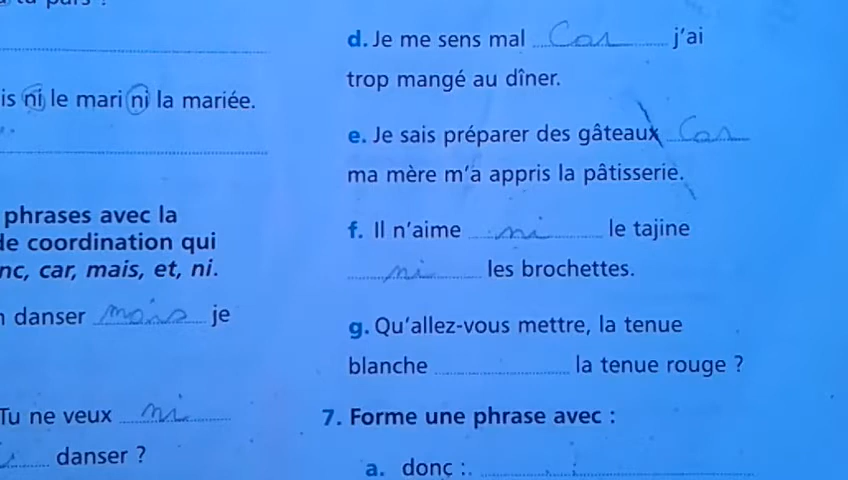 is ni le mari ni la mariée.
phrases avec la
de coordination qui
nc, car, mais, et, ni.
danser mais je
Tu ne veux ni
danser ?
d. Je me sens mal Car j'ai
trop mangé au dîner.
e. Je sais préparer des gâteaux Car
ma mère m'a appris la pâtisserie.
f. Il n'aime ni le tajine
ni les brochettes.
g. Qu'allez-vous mettre, la tenue
blanche la tenue rouge ?
7. Forme une phrase avec :
a. donc :